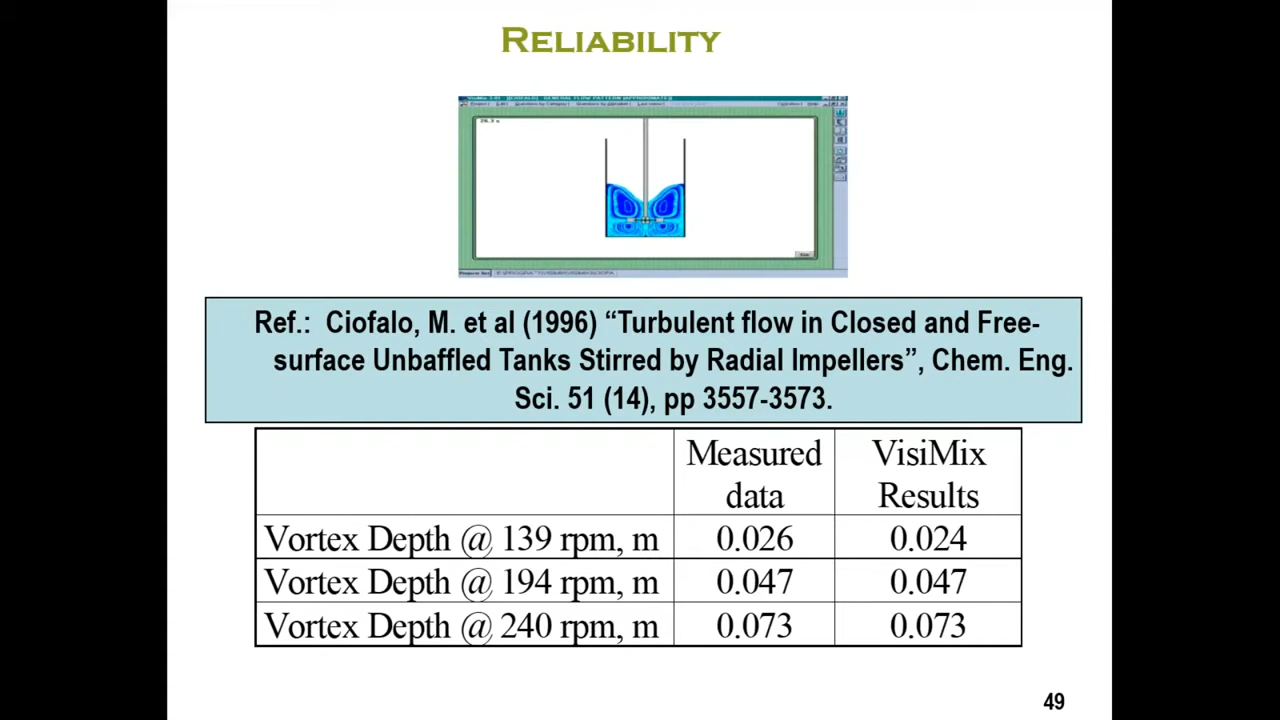 RELIABILITY
26.3 s
Ref.: Ciofalo, M. et al (1996) “Turbulent flow in Closed and Free-
surface Unbaffled Tanks Stirred by Radial Impellers”, Chem. Eng.
Sci. 51 (14), pp 3557-3573.
Measured data
VisiMix Results
Vortex Depth @ 139 rpm, m 0.026 0.024
Vortex Depth @ 194 rpm, m 0.047 0.047
Vortex Depth @ 240 rpm, m 0.073 0.073
49